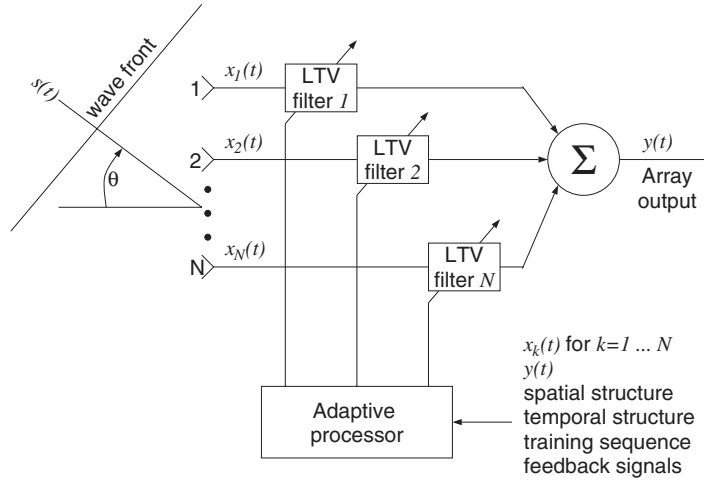 s(t)
wave front
θ
1
x1(t)
LTV
filter 1
2
x2(t)
LTV
filter 2
N
xN(t)
LTV
filter N
Σ
y(t)
Array
output
Adaptive
processor
xk(t) for k=1 ... N
y(t)
spatial structure
temporal structure
training sequence
feedback signals